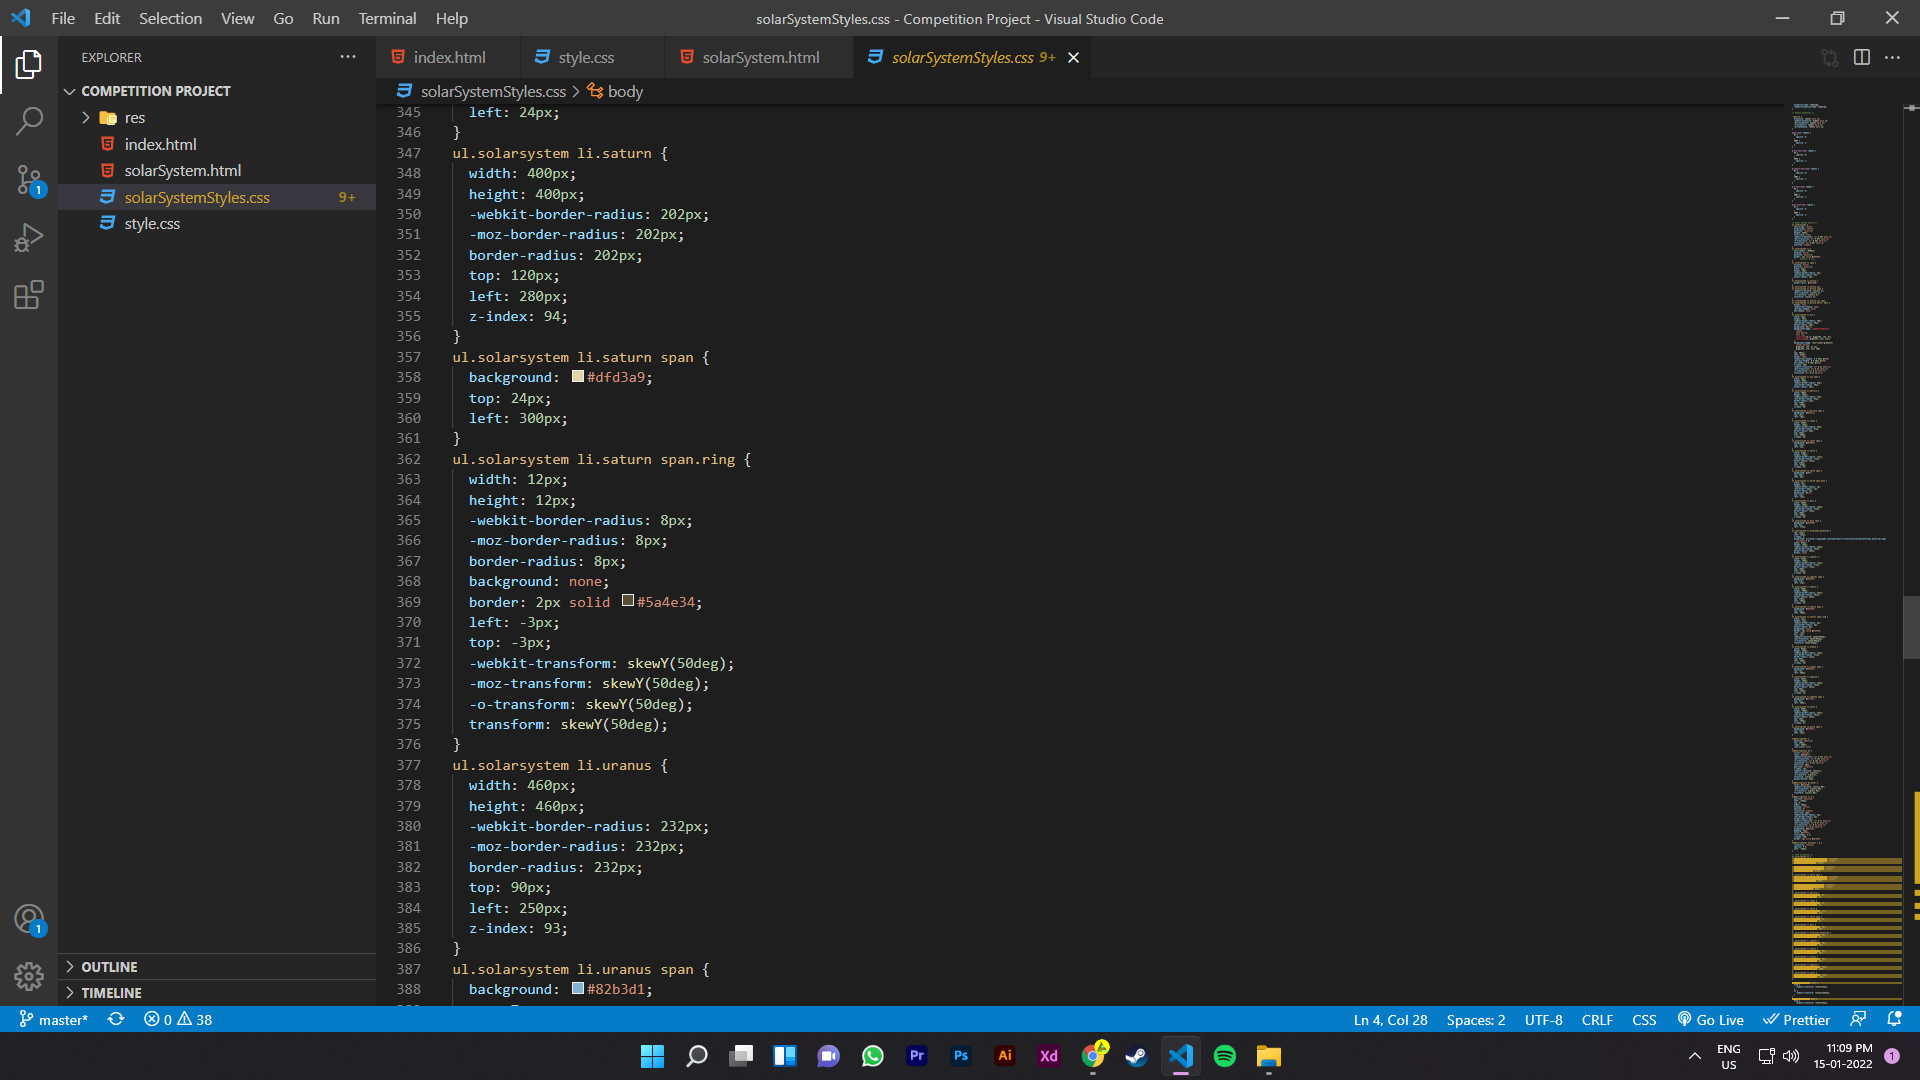 File Edit Selection View Go Run Terminal Help
solarSystemStyles.css - Competition Project - Visual Studio Code
EXPLORER
index.html
style.css
solarSystem.html
solarSystemStyles.css 9+
COMPETITION PROJECT
res
index.html
solarSystem.html
solarSystemStyles.css 9+
style.css
1
solarSystemStyles.css > body
345 left: 24px;
346 }
347 ul.solarsystem li.saturn {
348 width: 400px;
349 height: 400px;
350 -webkit-border-radius: 202px;
351 -moz-border-radius: 202px;
352 border-radius: 202px;
353 top: 120px;
354 left: 280px;
355 z-index: 94;
356 }
357 ul.solarsystem li.saturn span {
358 background: #dfd3a9;
359 top: 24px;
360 left: 300px;
361 }
362 ul.solarsystem li.saturn span.ring {
363 width: 12px;
364 height: 12px;
365 -webkit-border-radius: 8px;
366 -moz-border-radius: 8px;
367 border-radius: 8px;
368 background: none;
369 border: 2px solid #5a4e34;
370 left: -3px;
371 top: -3px;
372 -webkit-transform: skewY(50deg);
373 -moz-transform: skewY(50deg);
374 -o-transform: skewY(50deg);
375 transform: skewY(50deg);
376 }
377 ul.solarsystem li.uranus {
378 width: 460px;
379 height: 460px;
380 -webkit-border-radius: 232px;
381 -moz-border-radius: 232px;
382 border-radius: 232px;
383 top: 90px;
384 left: 250px;
385 z-index: 93;
386 }
387 ul.solarsystem li.uranus span {
388 background: #82b3d1;
1
OUTLINE
TIMELINE
master* 0 38
Ln 4, Col 28 Spaces: 2 UTF-8 CRLF CSS Go Live Prettier
Pr Ps Ai Xd
ENG
US
11:09 PM
15-01-2022
1